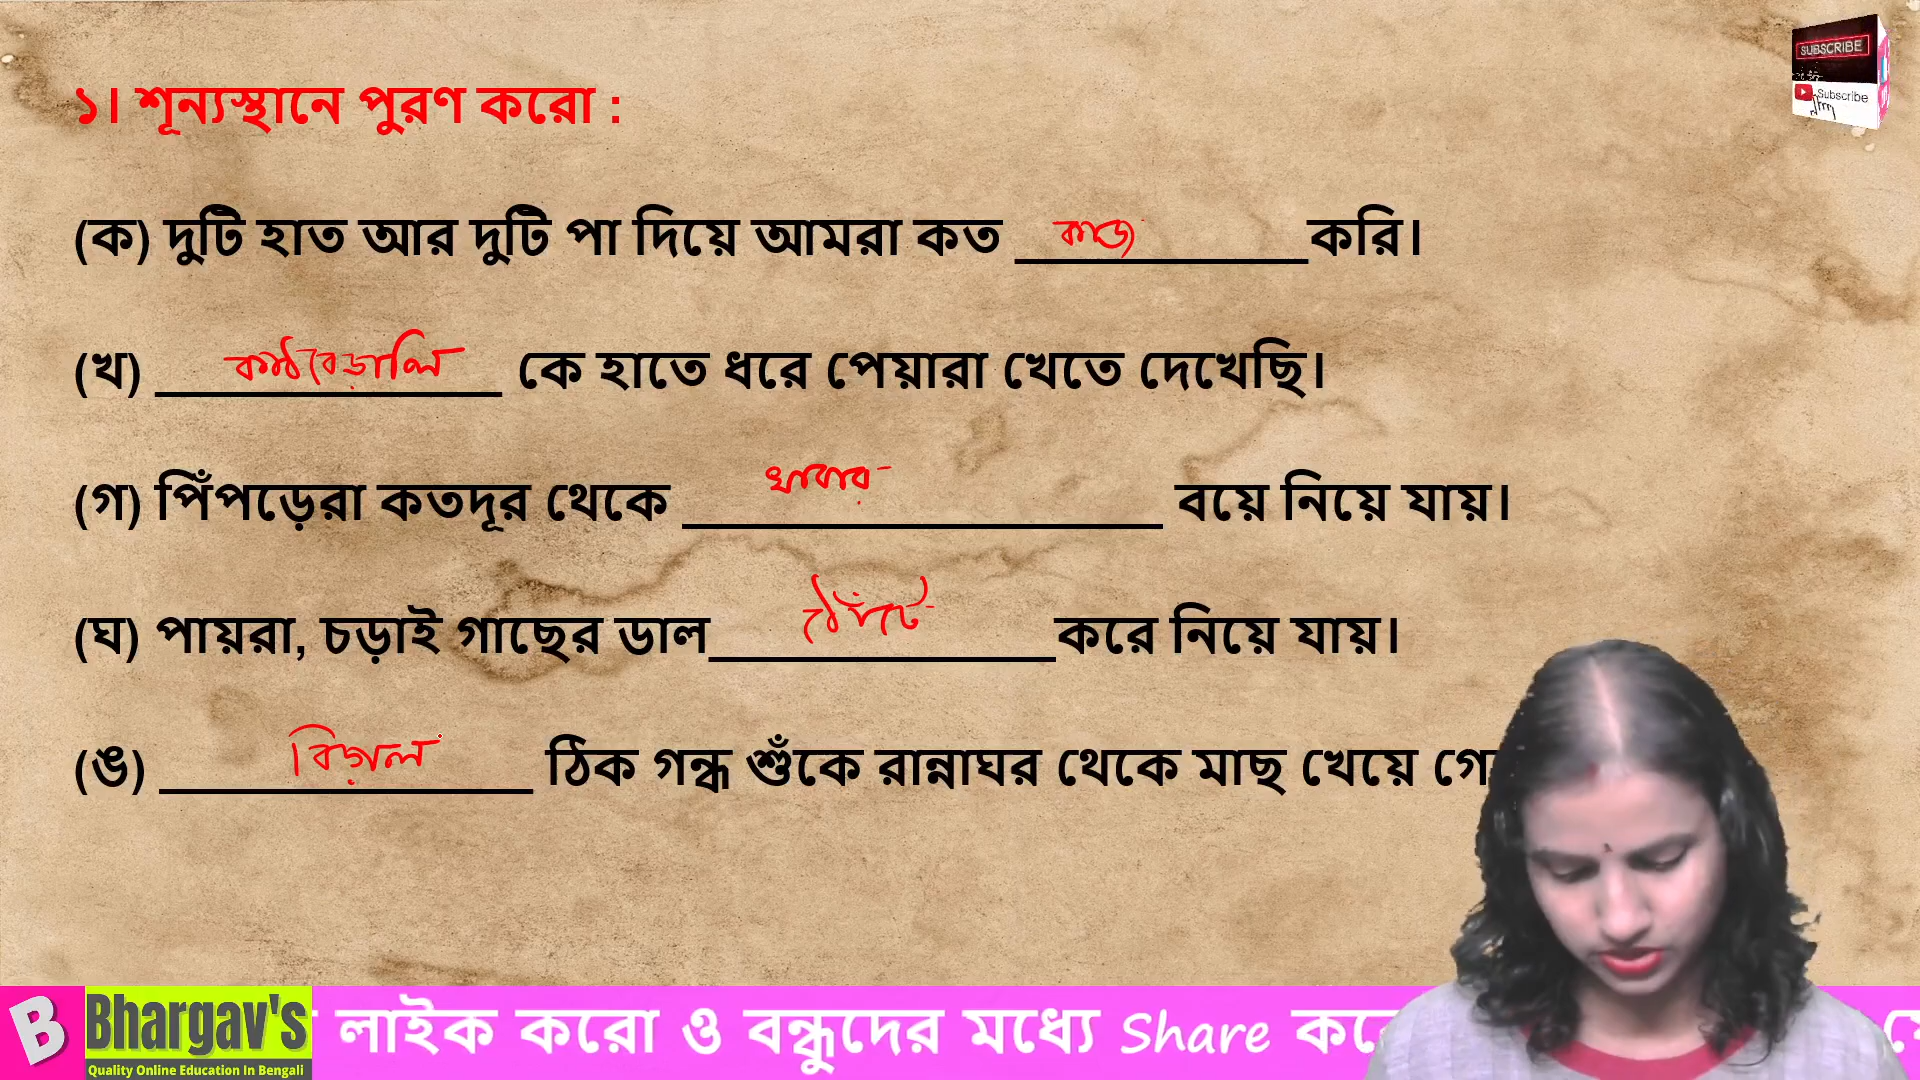 SUBSCRIBE
Subscribe
১। শূন্যস্থানে পুরণ করো :
(ক) দুটি হাত আর দুটি পা দিয়ে আমরা কত কাজ করি।
(খ) কাঠবেড়ালি কে হাতে ধরে পেয়ারা খেতে দেখেছি।
(গ) পিঁপড়েরা কতদূর থেকে খাবার বয়ে নিয়ে যায়।
(ঘ) পায়রা, চড়াই গাছের ডাল ঠোঁটে করে নিয়ে যায়।
(ঙ) ঠিক গন্ধ শুঁকে রান্নাঘর থেকে মাছ খেয়ে
B Bhargav's
Quality Online Education In Bengali
লাইক করো ও বন্ধুদের মধ্যে Share